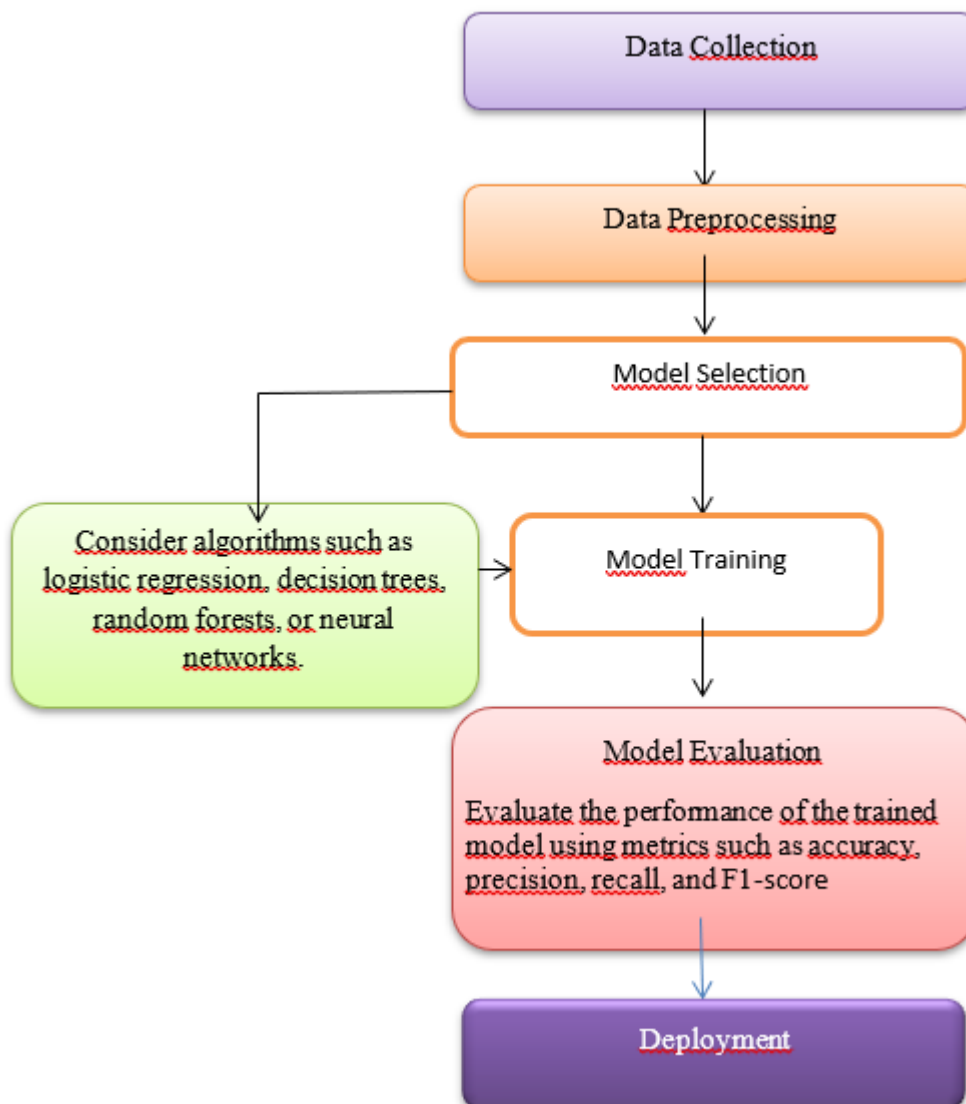 Data Collection
Data Preprocessing
Model Selection
Consider algorithms such as
logistic regression, decision trees,
random forests, or neural
networks.
Model Training
Model Evaluation
Evaluate the performance of the trained
model using metrics such as accuracy,
precision, recall, and F1-score
Deployment